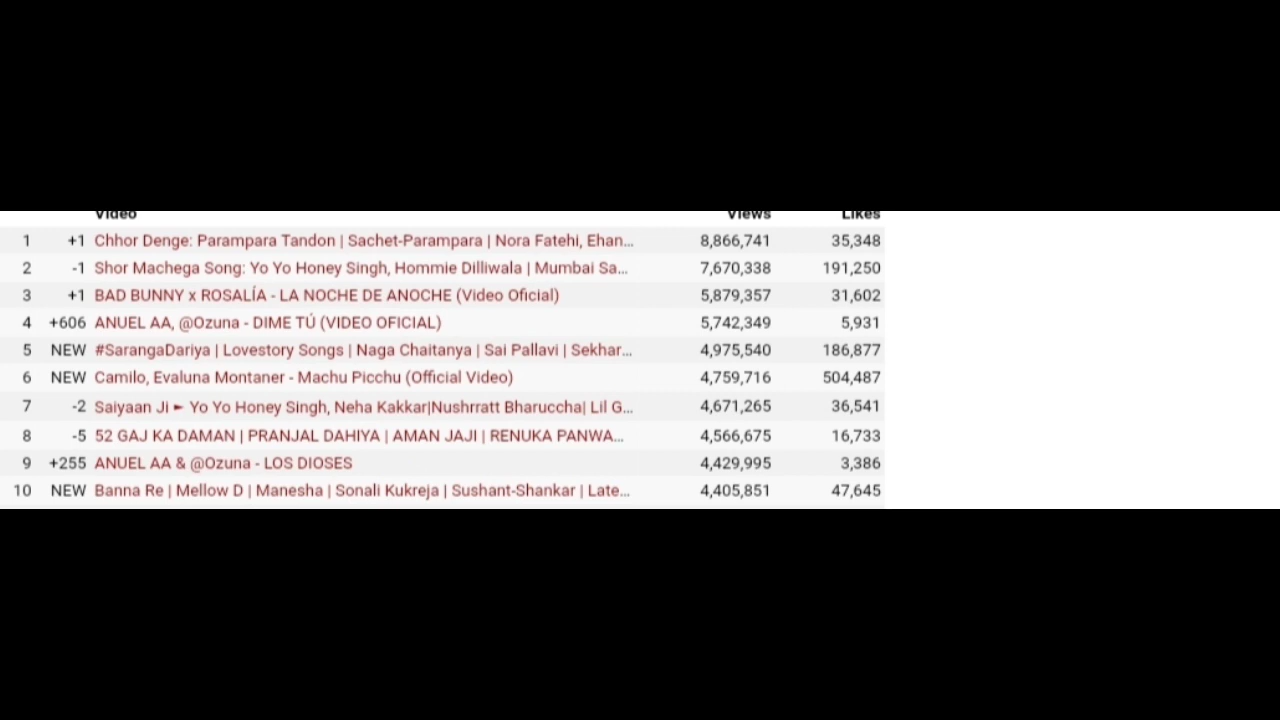 Video Views Likes
1 +1 Chhor Denge: Parampara Tandon | Sachet-Parampara | Nora Fatehi, Ehan... 8,866,741 35,348
2 -1 Shor Machega Song: Yo Yo Honey Singh, Hommie Dilliwala | Mumbai Sa... 7,670,338 191,250
3 +1 BAD BUNNY x ROSALÍA - LA NOCHE DE ANOCHE (Video Oficial) 5,879,357 31,602
4 +606 ANUEL AA, @Ozuna - DIME TÚ (VIDEO OFICIAL) 5,742,349 5,931
5 NEW #SarangaDariya | Lovestory Songs | Naga Chaitanya | Sai Pallavi | Sekhar... 4,975,540 186,877
6 NEW Camilo, Evaluna Montaner - Machu Picchu (Official Video) 4,759,716 504,487
7 -2 Saiyaan Ji ► Yo Yo Honey Singh, Neha Kakkar|Nushrratt Bharuccha| Lil G... 4,671,265 36,541
8 -5 52 GAJ KA DAMAN | PRANJAL DAHIYA | AMAN JAJI | RENUKA PANWA... 4,566,675 16,733
9 +255 ANUEL AA & @Ozuna - LOS DIOSES 4,429,995 3,386
10 NEW Banna Re | Mellow D | Manesha | Sonali Kukreja | Sushant-Shankar | Late... 4,405,851 47,645